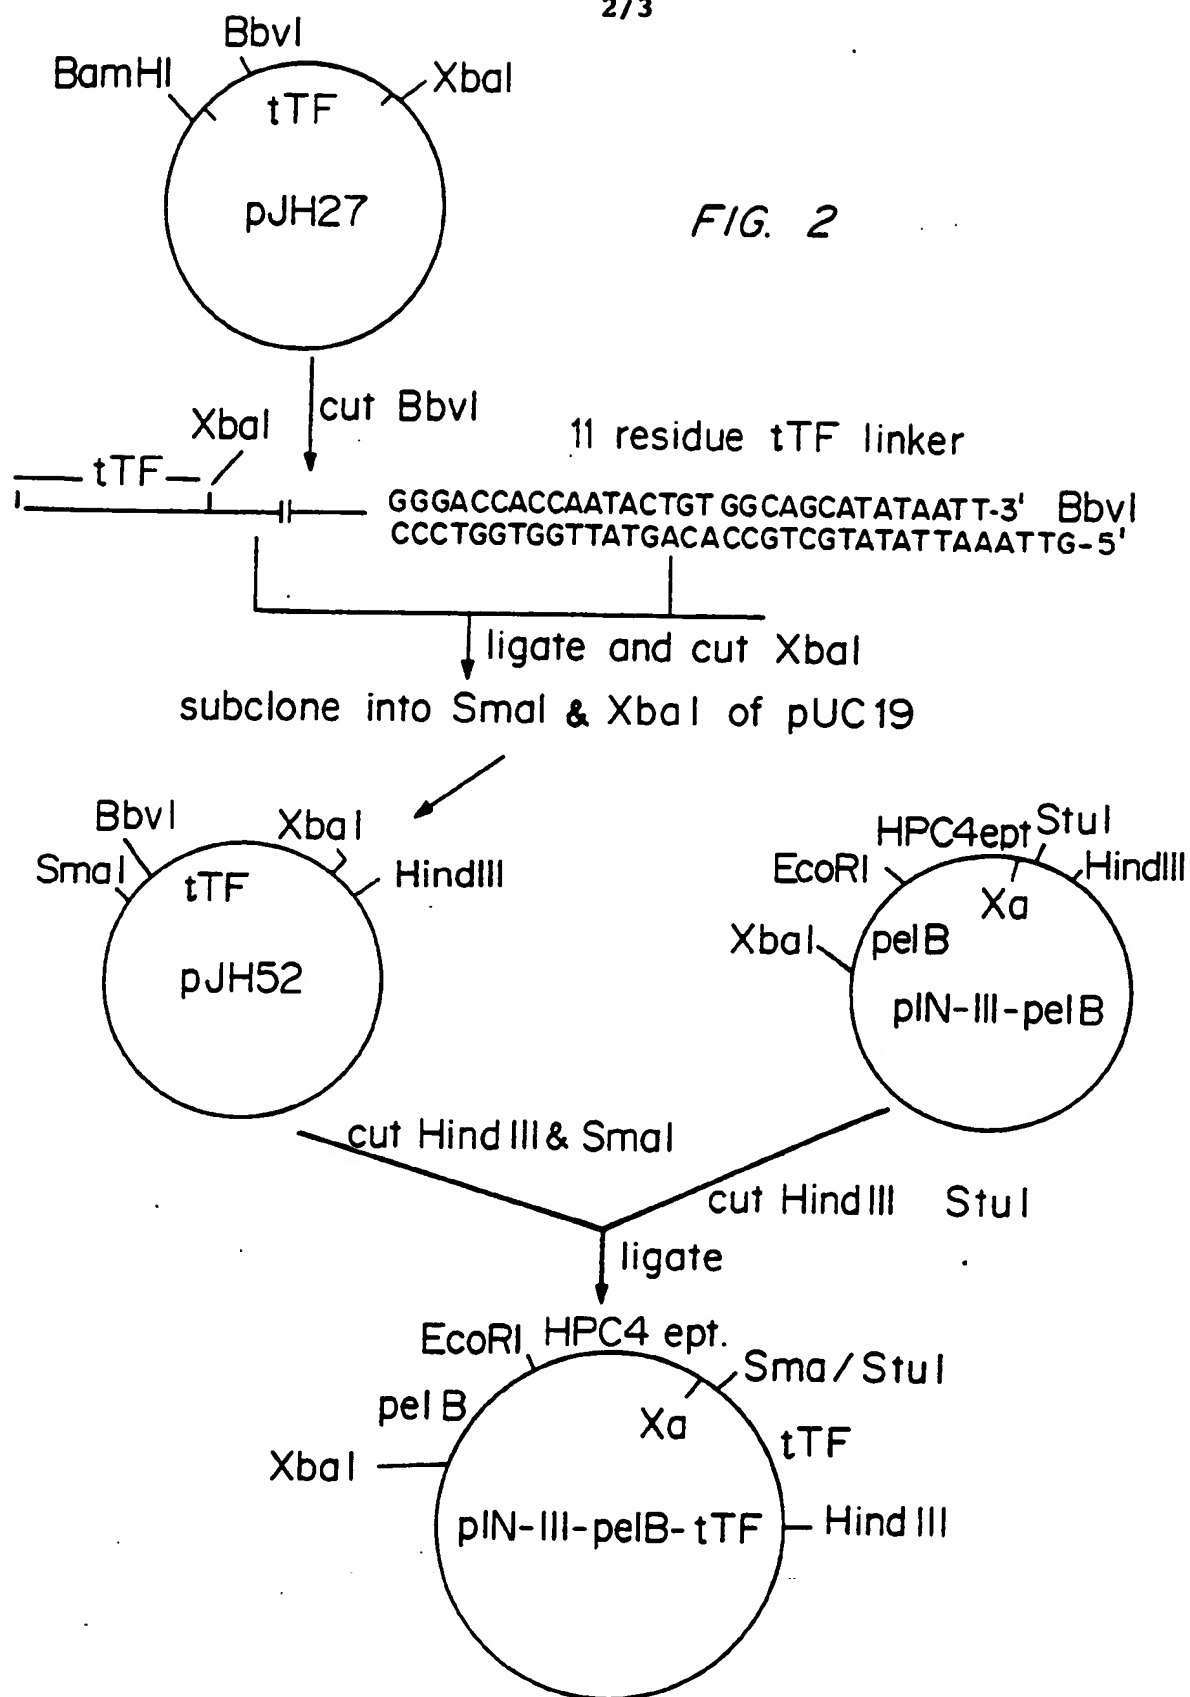 2/3
BbvI
BamHI
XbaI
tTF
pJH27
FIG. 2
cut BbvI
XbaI
11 residue tTF linker
tTF
GGGACCACCAATACTGT GGCAGCATATAATT-3' BbvI
CCCTGGTGGTTATGACACCGTCGTATATTAAATTG-5'
ligate and cut XbaI
subclone into SmaI & XbaI of pUC19
BbvI
XbaI
SmaI
tTF
HindIII
pJH52
HPC4ept StuI
EcoRI
HindIII
Xa
XbaI
pelB
pIN-III-pelB
cut HindIII & SmaI
cut HindIII StuI
ligate
EcoRI HPC4 ept.
Sma/StuI
pelB
Xa
tTF
XbaI
pIN-III-pelB-tTF
HindIII